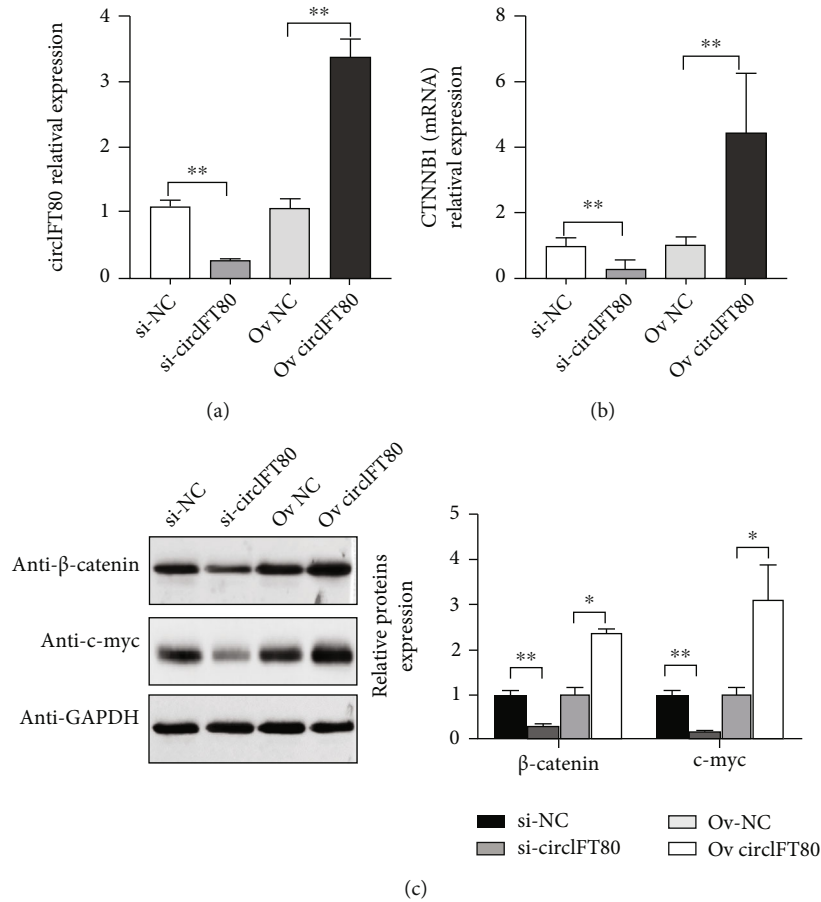 circlFT80 relatival expression
4
3
2
1
0
**
**
si-NC
si-circlFT80
Ov NC
Ov circlFT80
(a)
CTNNB1 (mRNA)
relatival expression
8
6
4
2
0
**
**
si-NC
si-circlFT80
Ov NC
Ov circlFT80
(b)
si-NC
si-circlFT80
Ov NC
Ov circlFT80
Anti-β-catenin
Anti-c-myc
Anti-GAPDH
Relative proteins
expression
5
4
3
2
1
0
**
*
**
*
β-catenin
c-myc
si-NC
si-circlFT80
Ov-NC
Ov circlFT80
(c)